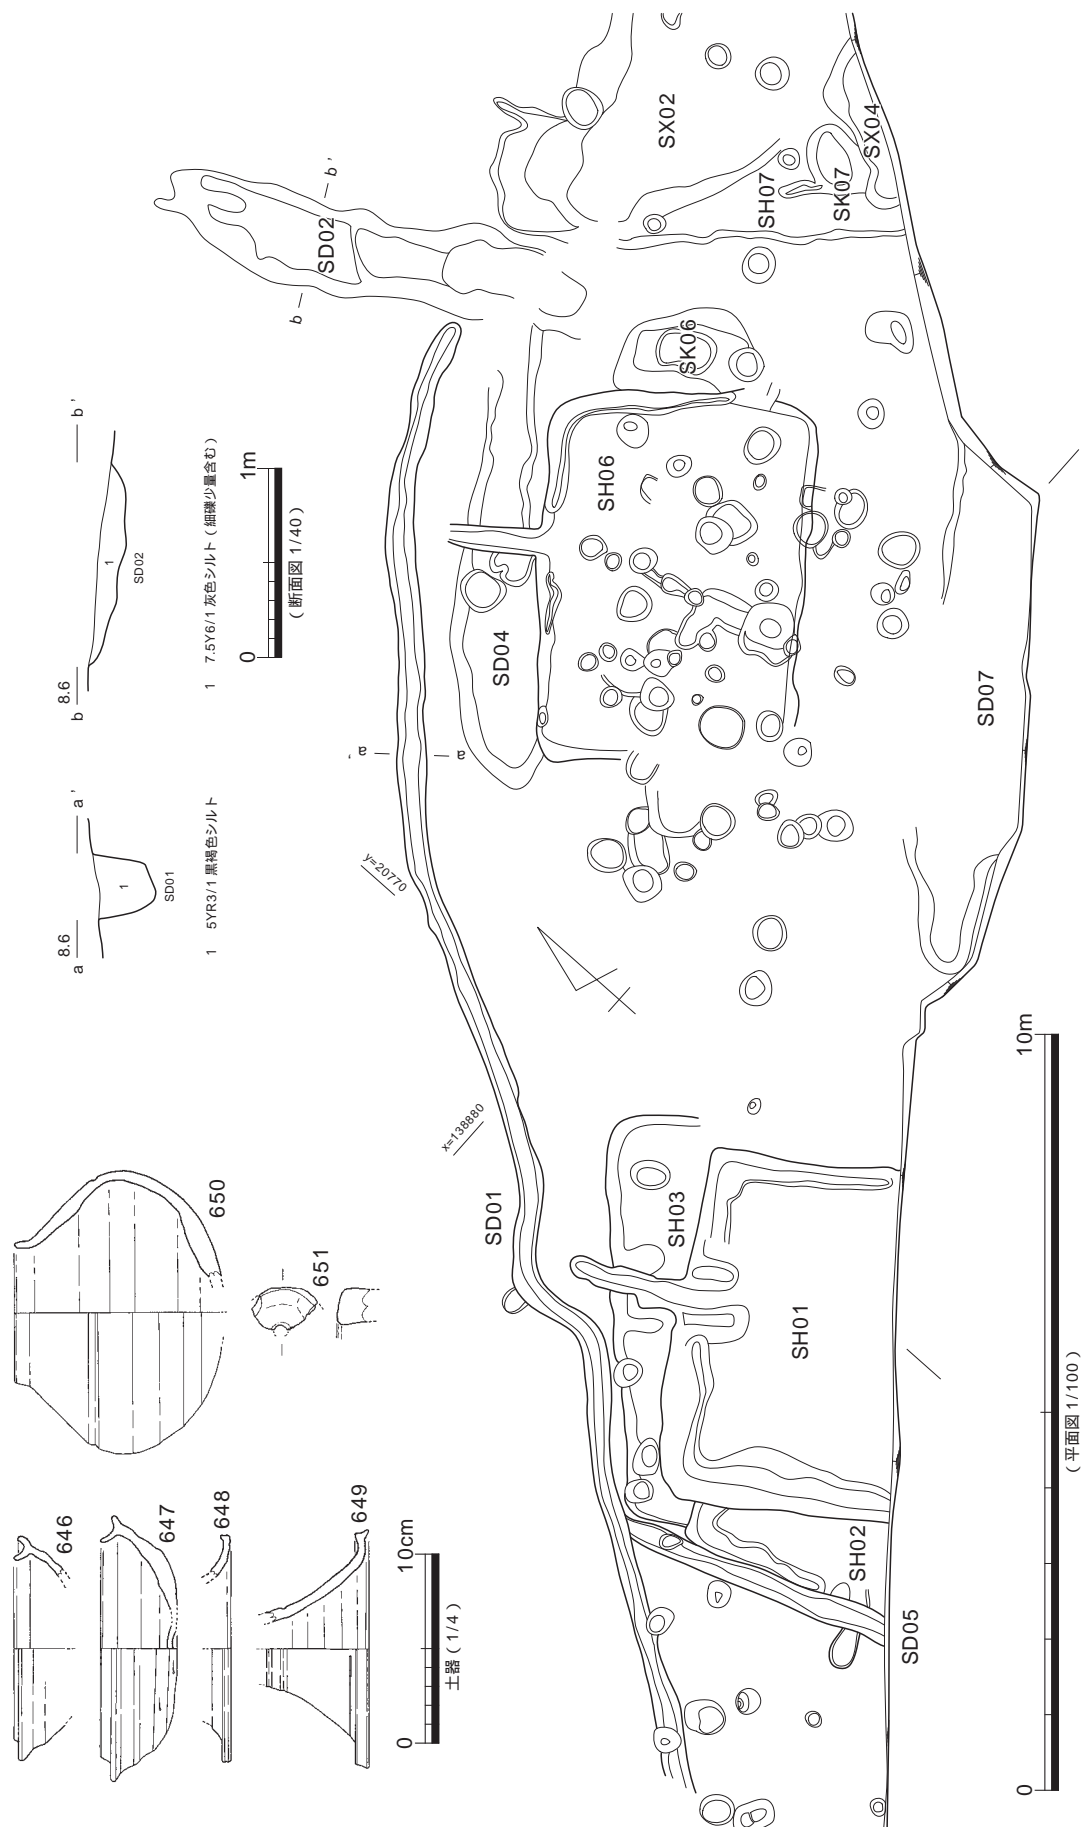 646
647
648
649
650
651
0
10cm
土器（1/4）
a
8.6
a'
1
SD01
1 5YR3/1 黒褐色シルト
b
8.6
b'
1
SD02
1 7.5Y6/1 灰色シルト（細礫少量含む）
0
1m
（断面図 1/40）
SD02
b
b'
SX02
SX04
SH07
SK07
SK06
SH06
SD04
a
a'
SD07
y=20770
x=138880
SD01
SH03
SH01
SH02
SD05
0
10m
（平面図 1/100）